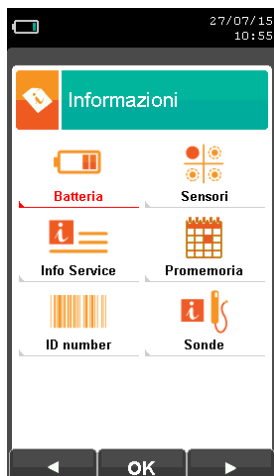 27/07/15
10:55
Informazioni
Batteria
Sensori
Info Service
Promemoria
ID number
Sonde
OK